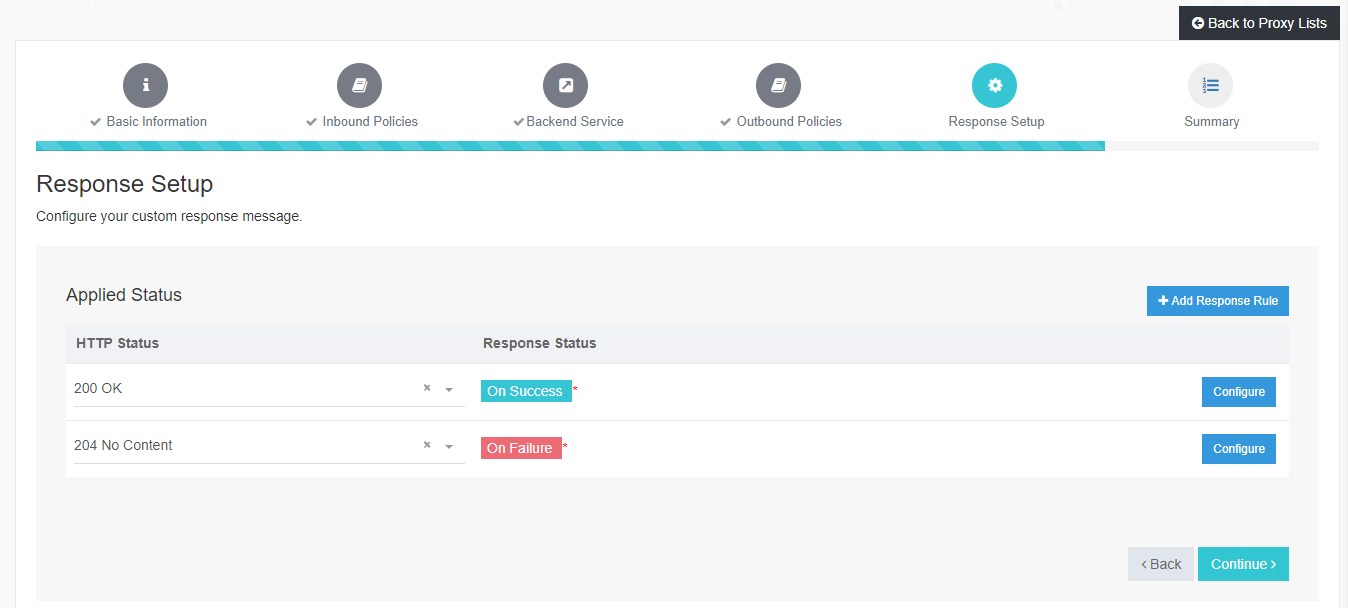 Back to Proxy Lists
Basic Information
Inbound Policies
Backend Service
Outbound Policies
Response Setup
Summary
Response Setup
Configure your custom response message.
Applied Status
+ Add Response Rule
HTTP Status Response Status
200 OK × On Success * Configure
204 No Content × On Failure * Configure
< Back Continue >